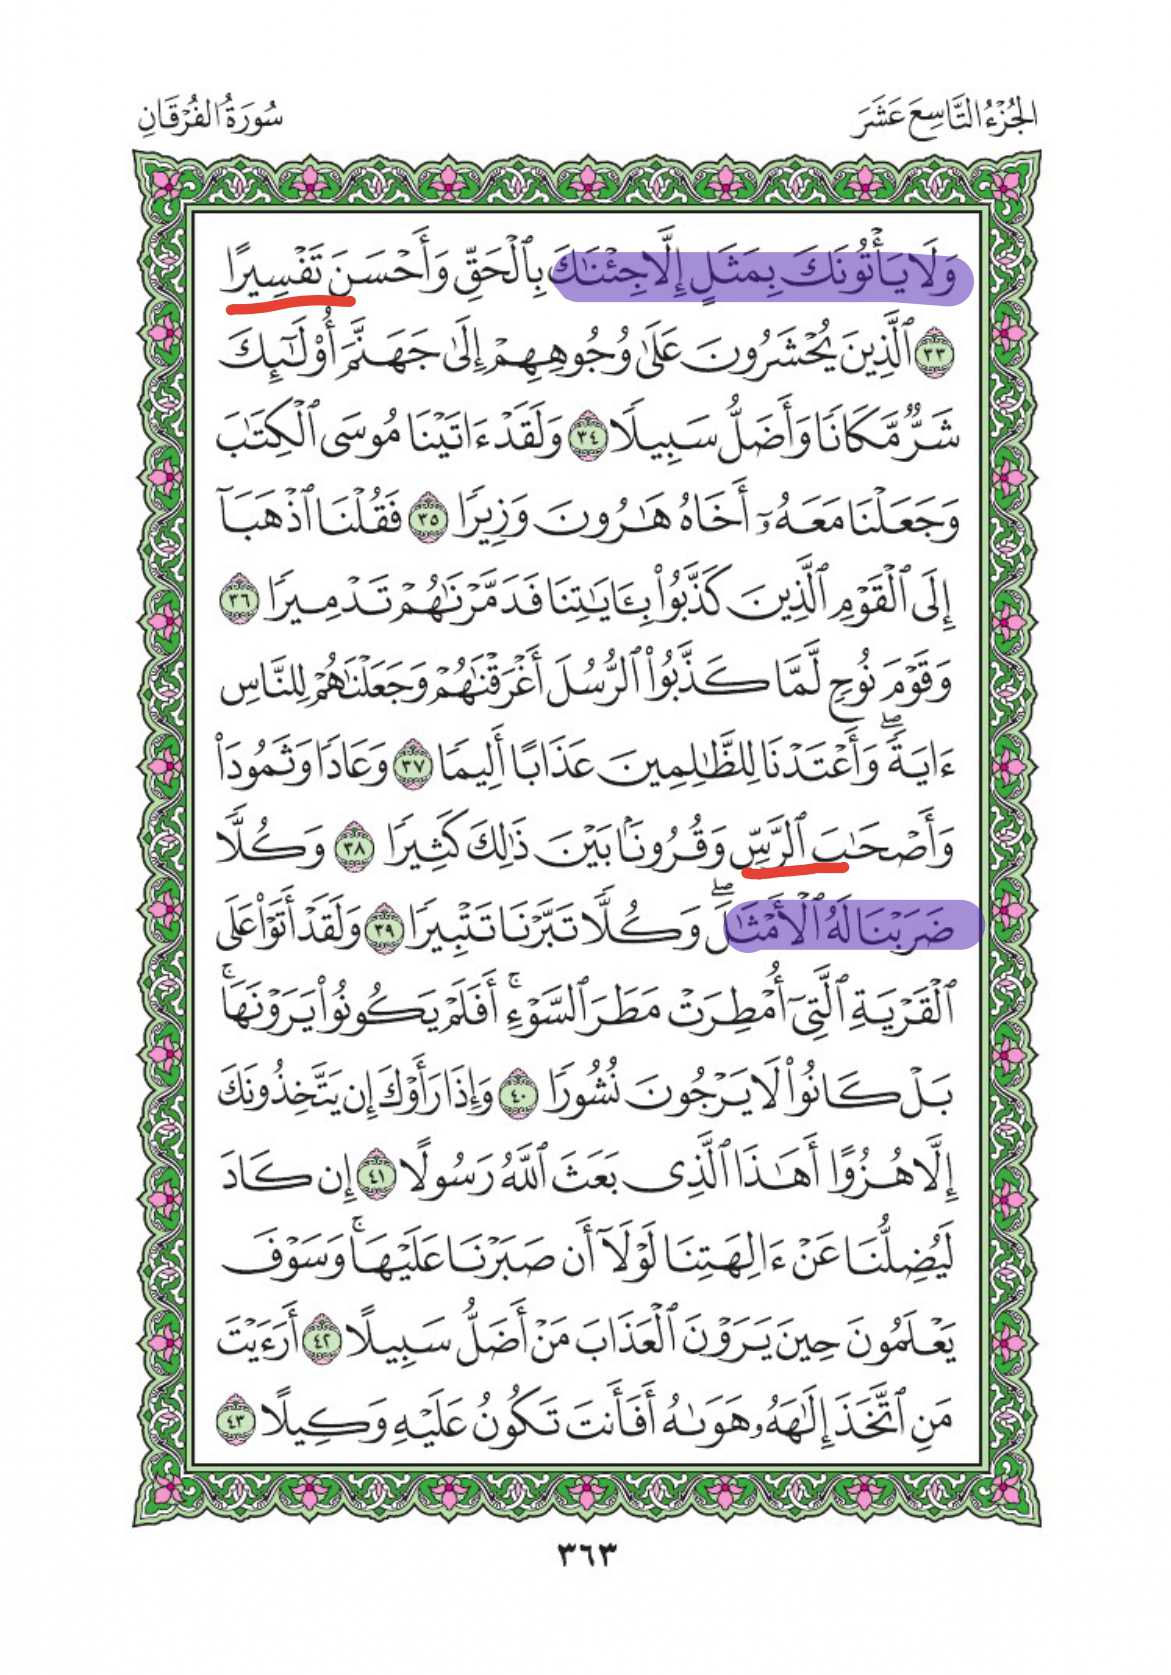 الجُزْءُ التَّاسِعَ عَشَرَ
سُورَةُ الفُرْقَانِ
وَلَا يَأْتُونَكَ بِمَثَلٍ إِلَّا جِئْنَٰكَ بِٱلْحَقِّ وَأَحْسَنَ تَفْسِيرًا
٣٣ ٱلَّذِينَ يُحْشَرُونَ عَلَىٰ وُجُوهِهِمْ إِلَىٰ جَهَنَّمَ أُو۟لَٰٓئِكَ
شَرٌّ مَّكَانًا وَأَضَلُّ سَبِيلًا ٣٤ وَلَقَدْ ءَاتَيْنَا مُوسَى ٱلْكِتَٰبَ
وَجَعَلْنَا مَعَهُۥٓ أَخَاهُ هَٰرُونَ وَزِيرًا ٣٥ فَقُلْنَا ٱذْهَبَآ
إِلَى ٱلْقَوْمِ ٱلَّذِينَ كَذَّبُوا۟ بِـَٔايَٰتِنَا فَدَمَّرْنَٰهُمْ تَدْمِيرًا ٣٦
وَقَوْمَ نُوحٍ لَّمَّا كَذَّبُوا۟ ٱلرُّسُلَ أَغْرَقْنَٰهُمْ وَجَعَلْنَٰهُمْ لِلنَّاسِ
ءَايَةً ۖ وَأَعْتَدْنَا لِلظَّٰلِمِينَ عَذَابًا أَلِيمًا ٣٧ وَعَادًا وَثَمُودَا۟
وَأَصْحَٰبَ ٱلرَّسِّ وَقُرُونًۢا بَيْنَ ذَٰلِكَ كَثِيرًا ٣٨ وَكُلًّا
ضَرَبْنَا لَهُ ٱلْأَمْثَٰلَ ۖ وَكُلًّا تَبَّرْنَا تَتْبِيرًا ٣٩ وَلَقَدْ أَتَوْا۟ عَلَى
ٱلْقَرْيَةِ ٱلَّتِىٓ أُمْطِرَتْ مَطَرَ ٱلسَّوْءِ ۚ أَفَلَمْ يَكُونُوا۟ يَرَوْنَهَا ۚ
بَلْ كَانُوا۟ لَا يَرْجُونَ نُشُورًا ٤٠ وَإِذَا رَأَوْكَ إِن يَتَّخِذُونَكَ
إِلَّا هُزُوًا أَهَٰذَا ٱلَّذِى بَعَثَ ٱللَّهُ رَسُولًا ٤١ إِن كَادَ
لَيُضِلُّنَا عَنْ ءَالِهَتِنَا لَوْلَآ أَن صَبَرْنَا عَلَيْهَا ۚ وَسَوْفَ
يَعْلَمُونَ حِينَ يَرَوْنَ ٱلْعَذَابَ مَنْ أَضَلُّ سَبِيلًا ٤٢ أَرَءَيْتَ
مَنِ ٱتَّخَذَ إِلَٰهَهُۥ هَوَىٰهُ أَفَأَنتَ تَكُونُ عَلَيْهِ وَكِيلًا ٤٣
٣٦٣